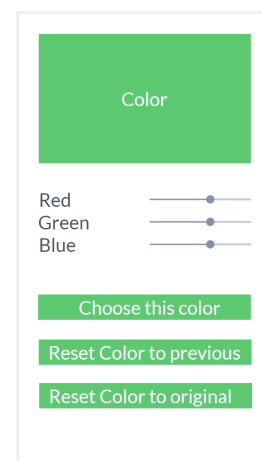 Color
Red
Green
Blue
Choose this color
Reset Color to previous
Reset Color to original